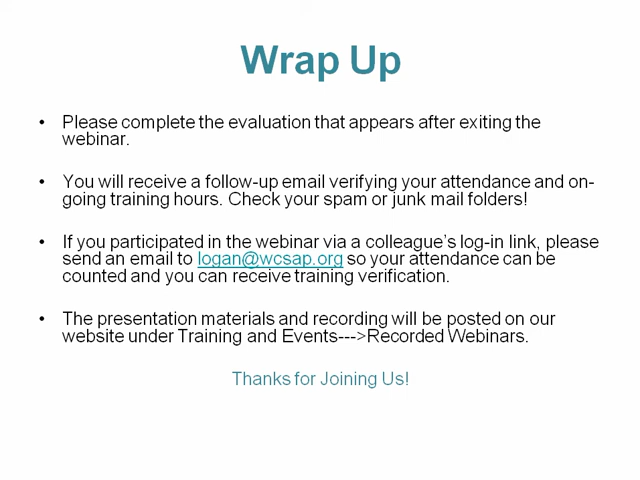 Wrap Up
• Please complete the evaluation that appears after exiting the
webinar.
• You will receive a follow-up email verifying your attendance and on-
going training hours. Check your spam or junk mail folders!
• If you participated in the webinar via a colleague's log-in link, please
send an email to logan@wcsap.org so your attendance can be
counted and you can receive training verification.
• The presentation materials and recording will be posted on our
website under Training and Events--->Recorded Webinars.
Thanks for Joining Us!